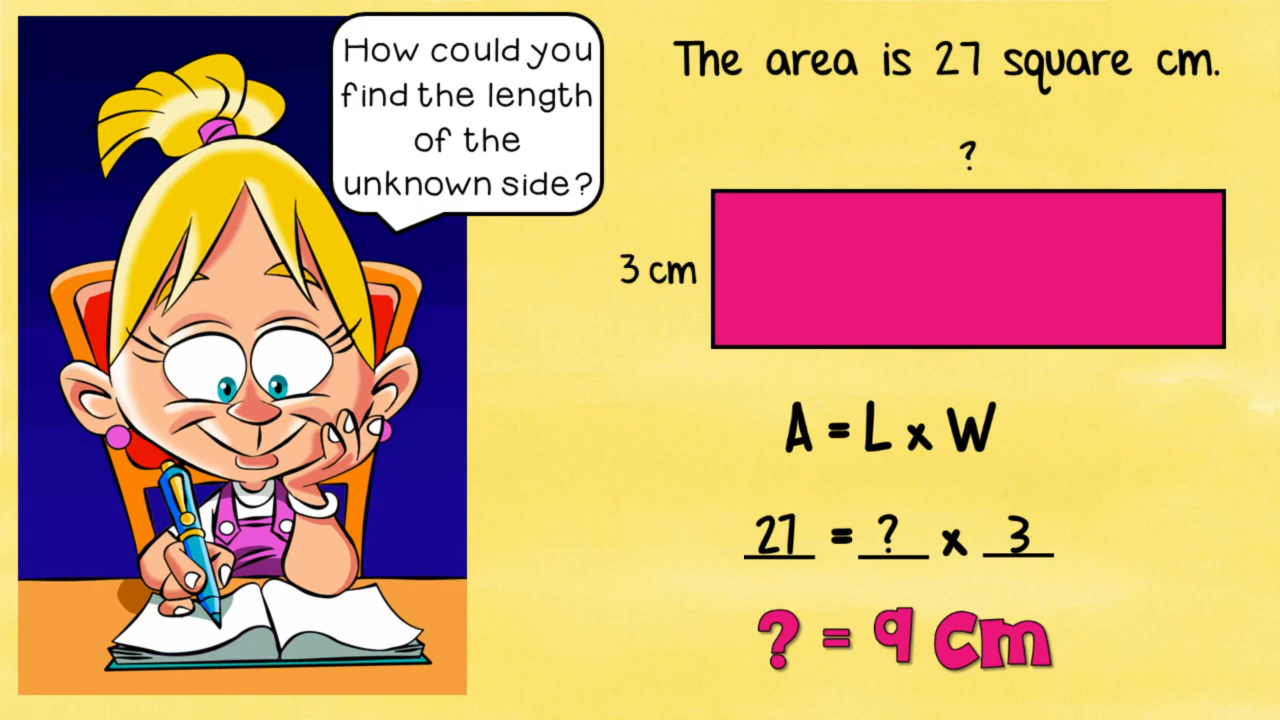 How could you
find the length
of the
unknown side?
The area is 27 square cm.
?
3 cm
A = L x W
27 = ? x 3
? = 9 cm